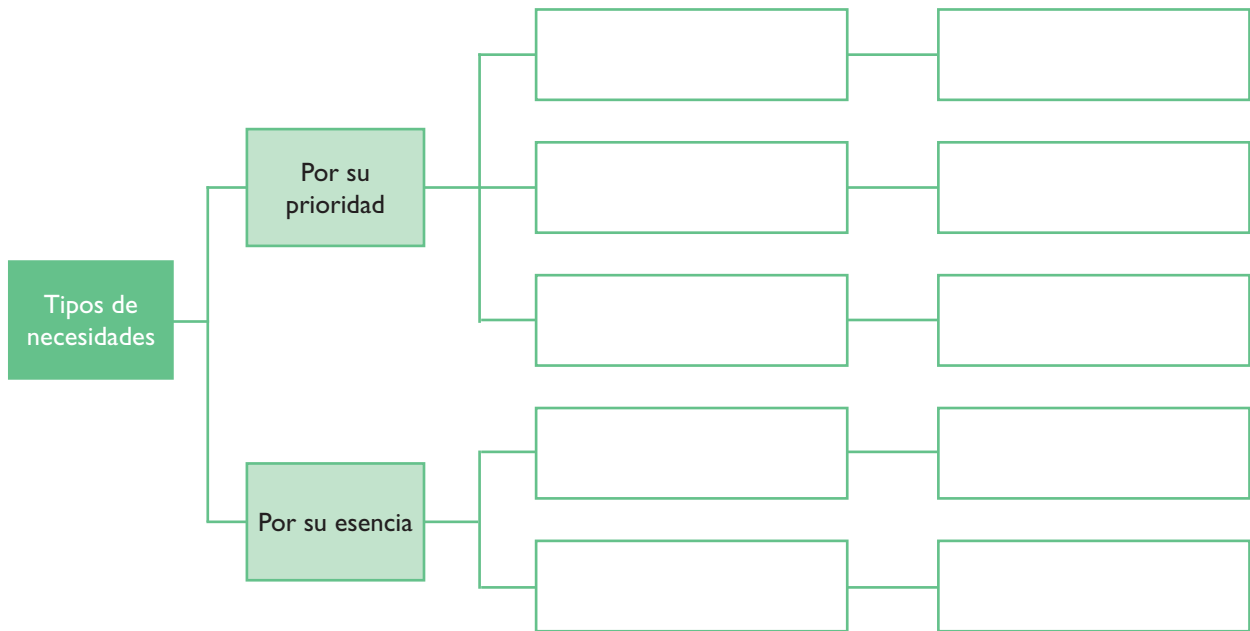 Por su
prioridad
Tipos de
necesidades
Por su esencia